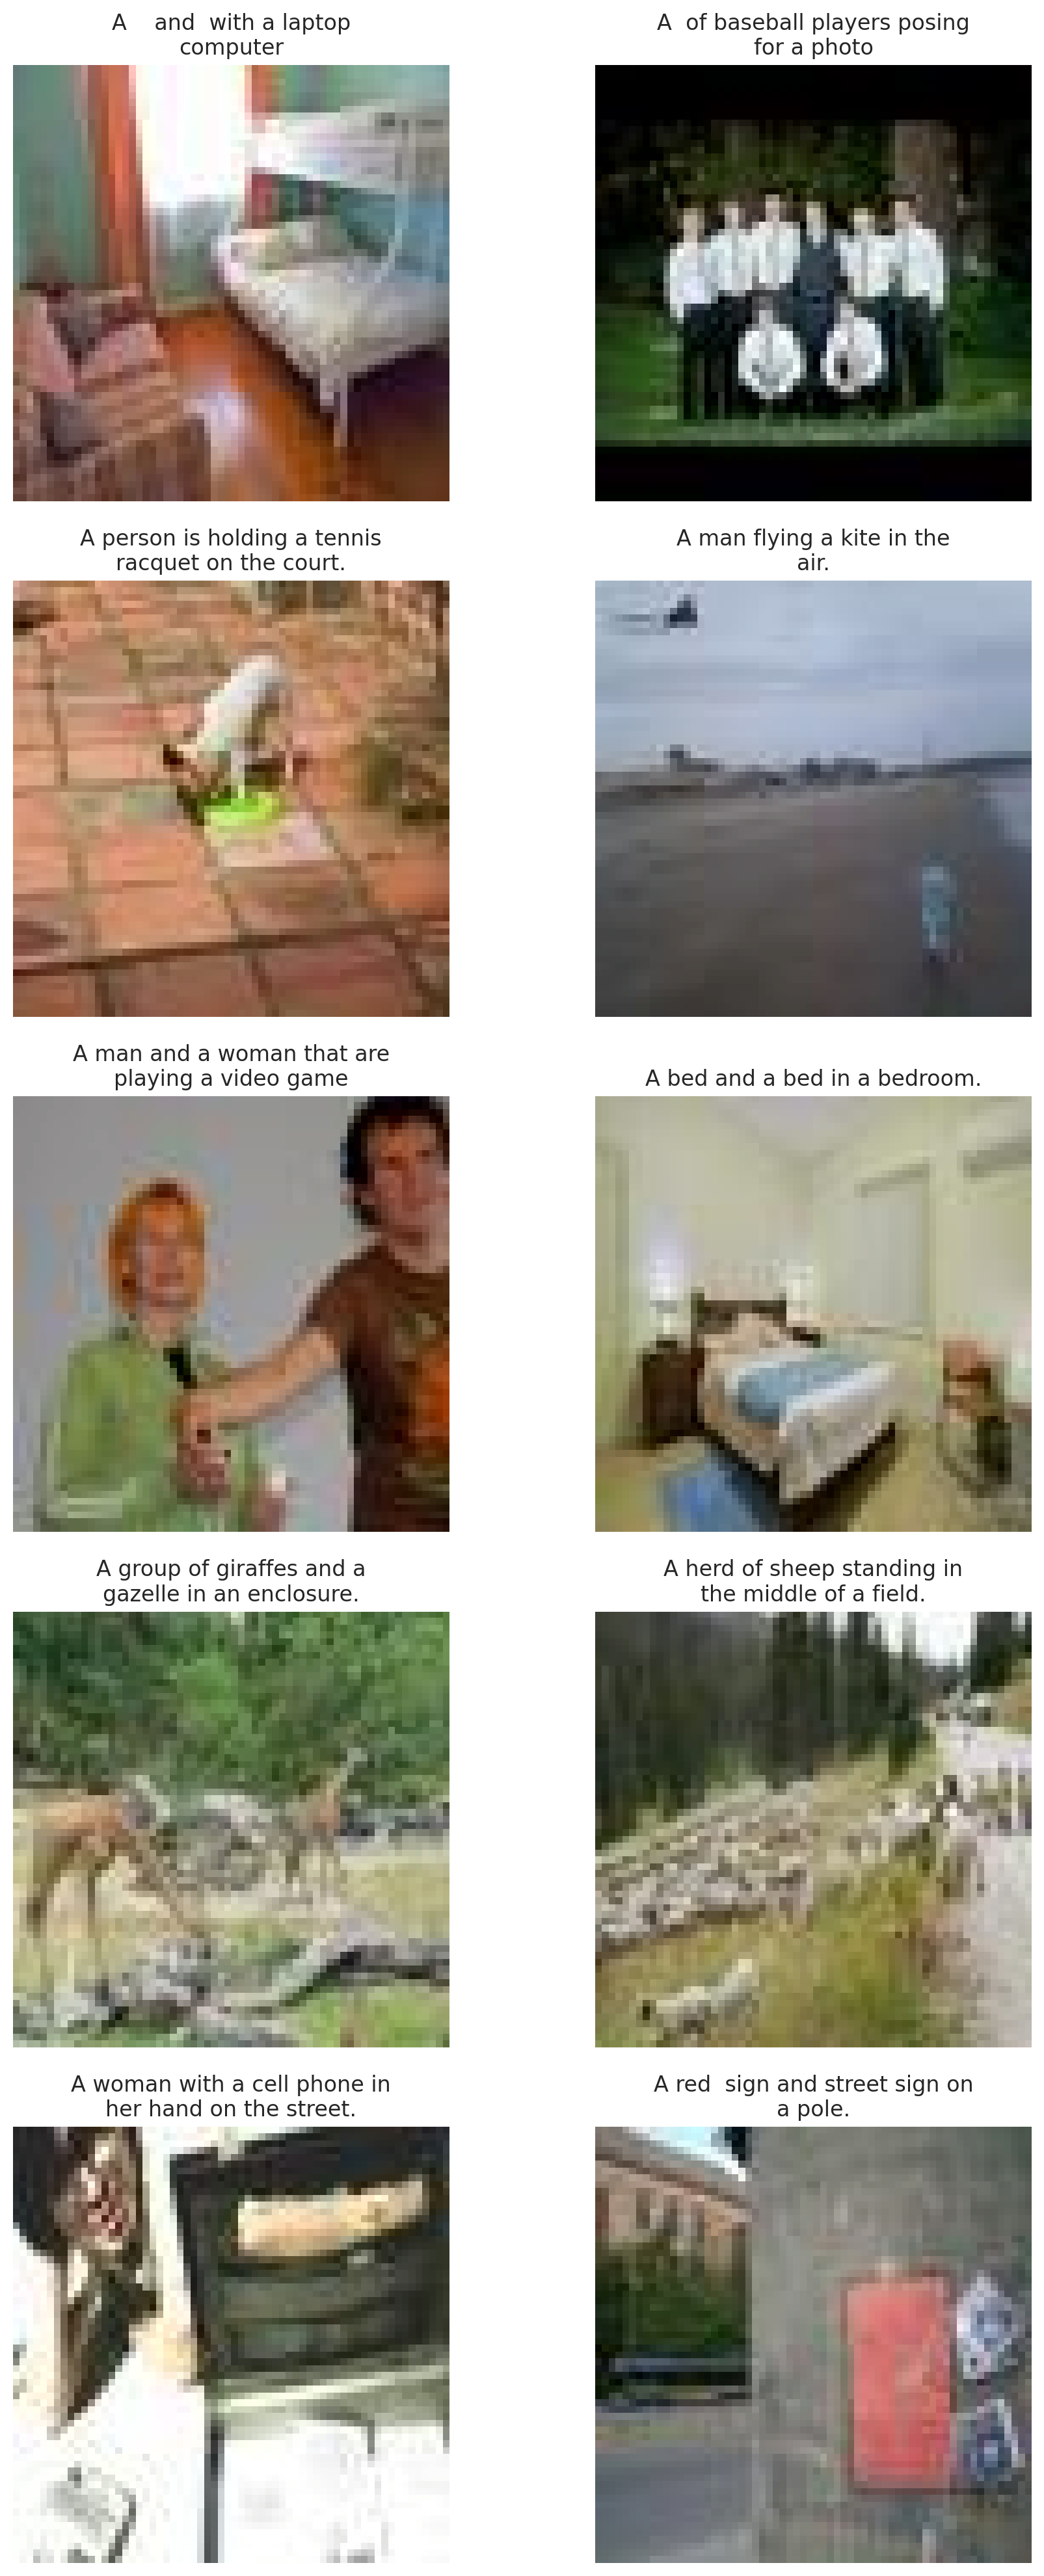 A    and  with a laptop
computer
A  of baseball players posing
for a photo
A person is holding a tennis
racquet on the court.
A man flying a kite in the
air.
A man and a woman that are
playing a video game
A bed and a bed in a bedroom.
A group of giraffes and a
gazelle in an enclosure.
A herd of sheep standing in
the middle of a field.
A woman with a cell phone in
her hand on the street.
A red  sign and street sign on
a pole.